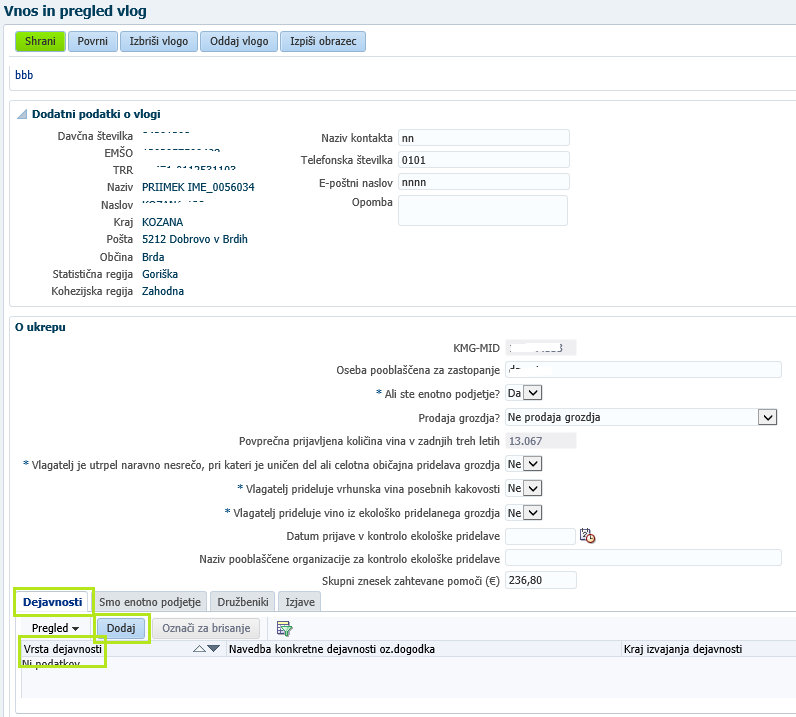 Vnos in pregled vlog
Shrani Povrni Izbriši vlogo Oddaj vlogo Izpiši obrazec
bbb
Dodatni podatki o vlogi
Davčna številka
EMŠO
TRR
Naziv PRIIMEK IME_0056034
Naslov
Kraj KOZANA
Pošta 5212 Dobrovo v Brdih
Občina Brda
Statistična regija Goriška
Kohezijska regija Zahodna
Naziv kontakta nn
Telefonska številka 0101
E-poštni naslov nnnn
Opomba
O ukrepu
KMG-MID
Oseba pooblaščena za zastopanje
* Ali ste enotno podjetje? Da
Prodaja grozdja? Ne prodaja grozdja
Povprečna prijavljena količina vina v zadnjih treh letih 13.067
* Vlagatelj je utrpel naravno nesrečo, pri kateri je uničen del ali celotna običajna pridelava grozdja Ne
* Vlagatelj prideluje vrhunska vina posebnih kakovosti Ne
* Vlagatelj prideluje vino iz ekološko pridelanega grozdja Ne
Datum prijave v kontrolo ekološke pridelave
Naziv pooblaščene organizacije za kontrolo ekološke pridelave
Skupni znesek zahtevane pomoči (€) 236,80
Dejavnosti Smo enotno podjetje Družbeniki Izjave
Pregled Dodaj Označi za brisanje
Vrsta dejavnosti Navedba konkretne dejavnosti oz.dogodka Kraj izvajanja dejavnosti
Ni podatkov